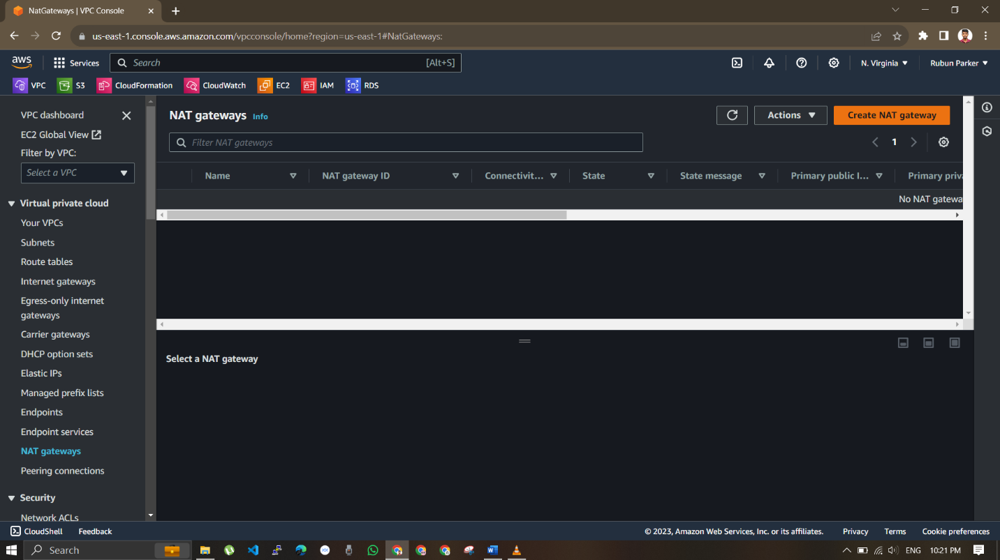 NatGateways | VPC Console
us-east-1.console.aws.amazon.com/vpcconsole/home?region=us-east-1#NatGateways:
aws
Services
Search
[Alt+S]
N. Virginia
Rubun Parker
VPC
S3
CloudFormation
CloudWatch
EC2
IAM
RDS
VPC dashboard
EC2 Global View
Filter by VPC:
Select a VPC
Virtual private cloud
Your VPCs
Subnets
Route tables
Internet gateways
Egress-only internet
gateways
Carrier gateways
DHCP option sets
Elastic IPs
Managed prefix lists
Endpoints
Endpoint services
NAT gateways
Peering connections
Security
Network ACLs
NAT gateways Info
Actions
Create NAT gateway
Filter NAT gateways
1
Name
NAT gateway ID
Connectivit...
State
State message
Primary public I...
Primary priva
No NAT gatewa
Select a NAT gateway
CloudShell
Feedback
© 2023, Amazon Web Services, Inc. or its affiliates.
Privacy
Terms
Cookie preferences
Search
ENG
10:21 PM